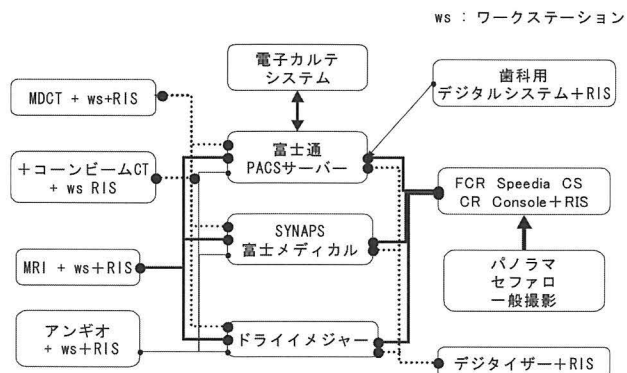 ws : ワークステーション
電子カルテ
システム
歯科用
デジタルシステム+RIS
MDCT + ws+RIS
富士通
PACSサーバー
+コーンビームCT
+ ws RIS
FCR Speedia CS
CR Console+RIS
SYNAPS
富士メディカル
MRI + ws+RIS
パノラマ
セファロ
一般撮影
アンギオ
+ ws+RIS
ドライイメジャー
デジタイザー+RIS